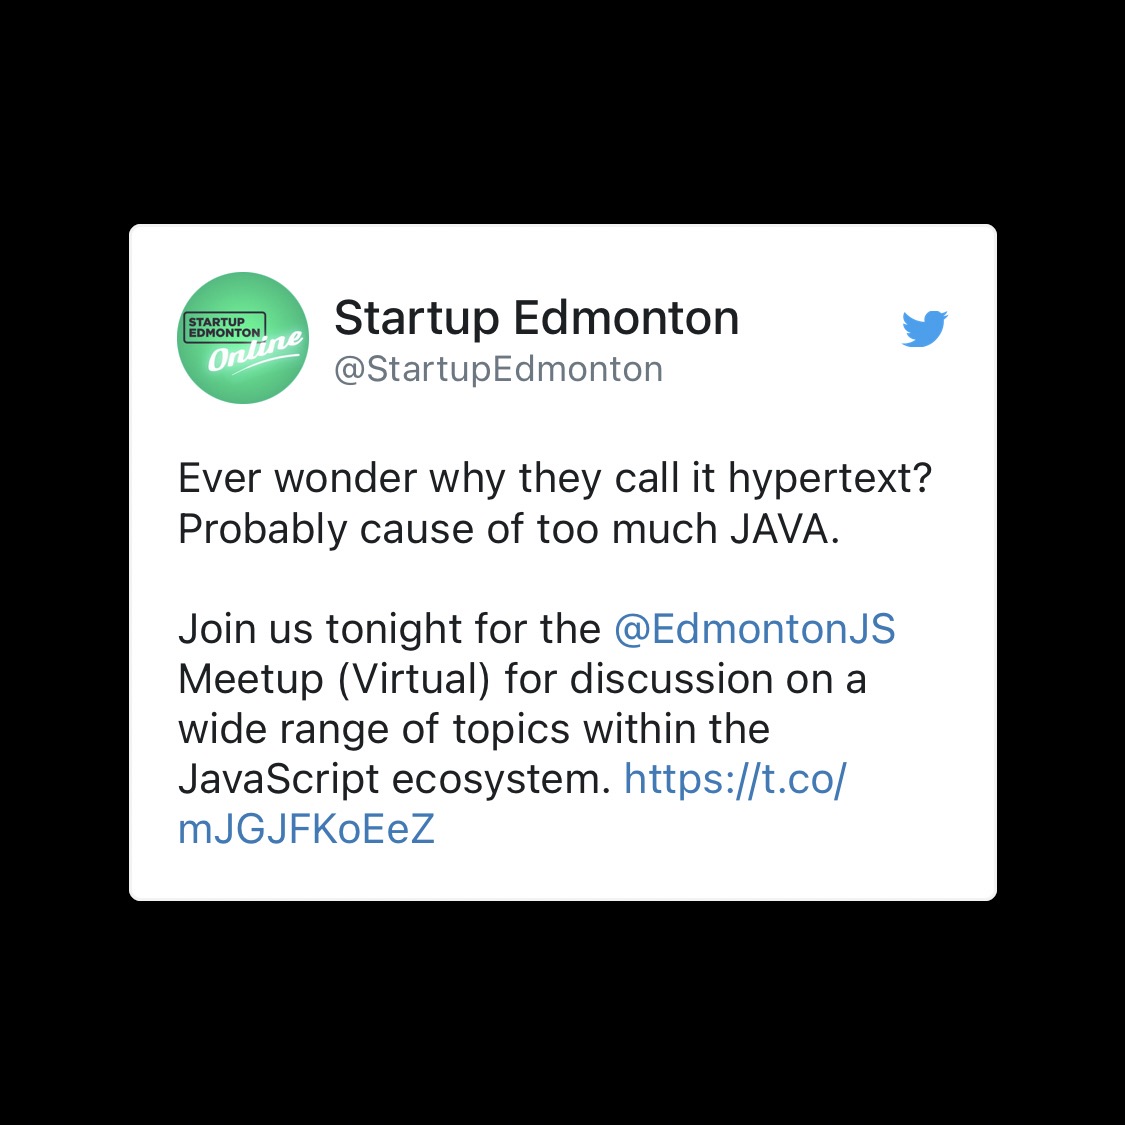 STARTUP
EDMONTON
Online
Startup Edmonton
@StartupEdmonton
Ever wonder why they call it hypertext?
Probably cause of too much JAVA.
Join us tonight for the @EdmontonJS
Meetup (Virtual) for discussion on a
wide range of topics within the
JavaScript ecosystem. https://t.co/
mJGJFKoEeZ